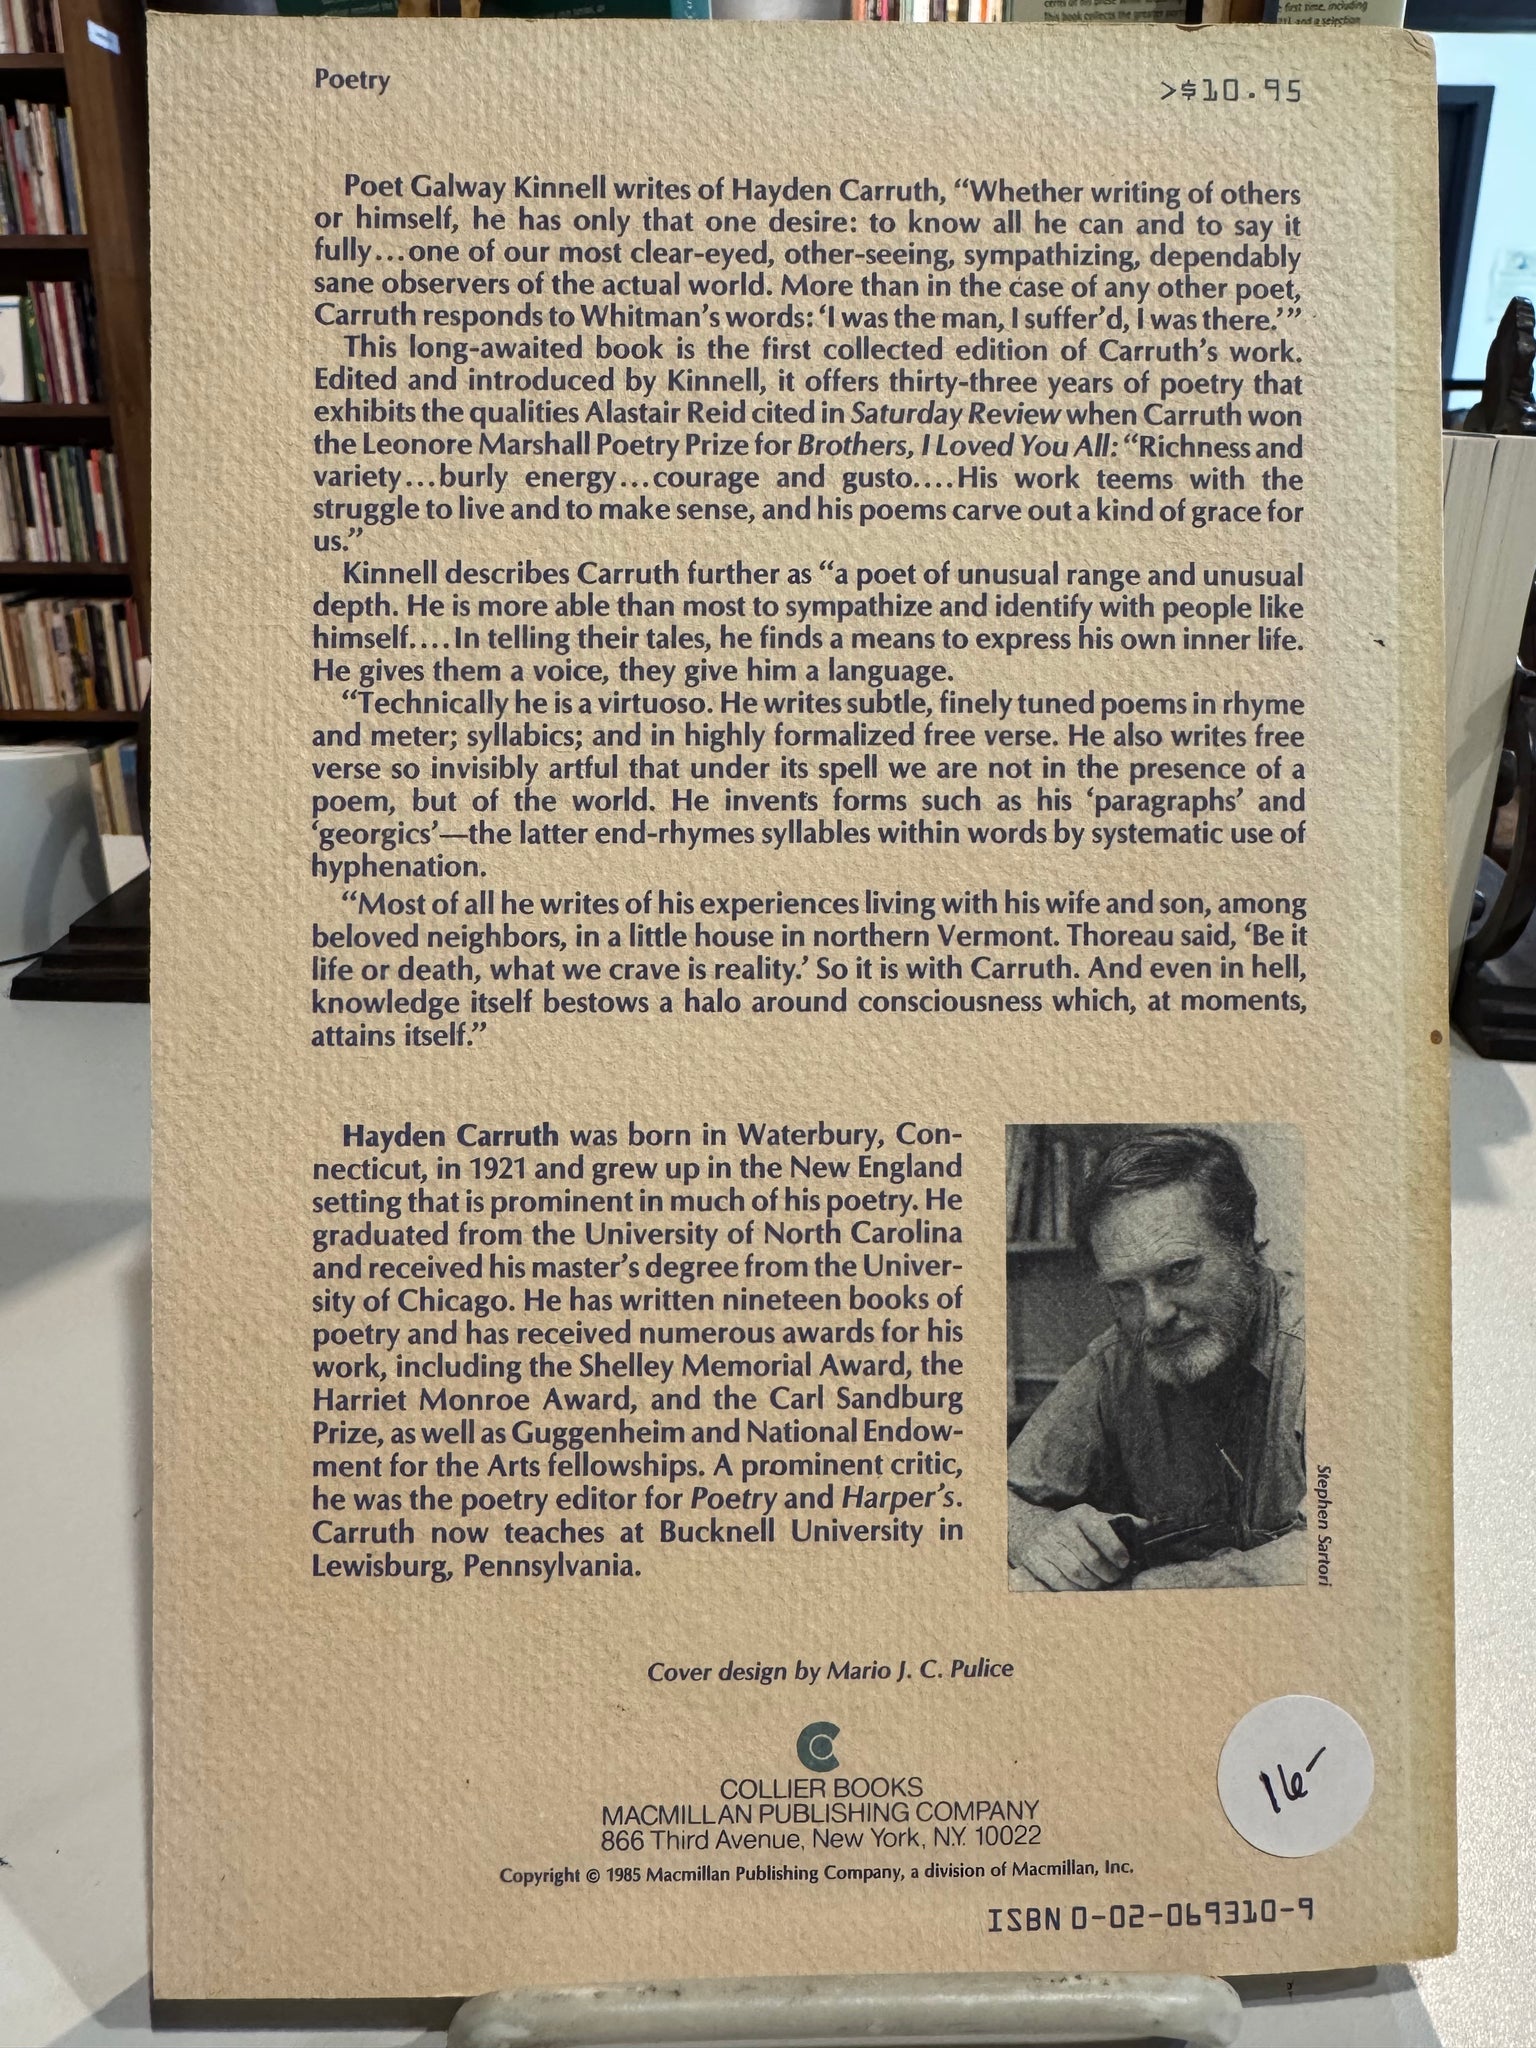 Poetry
>$10.95
Poet Galway Kinnell writes of Hayden Carruth, “Whether writing of others
or himself, he has only that one desire: to know all he can and to say it
fully...one of our most clear-eyed, other-seeing, sympathizing, dependably
sane observers of the actual world. More than in the case of any other poet,
Carruth responds to Whitman’s words: ‘I was the man, I suffer’d, I was there.’”
This long-awaited book is the first collected edition of Carruth’s work.
Edited and introduced by Kinnell, it offers thirty-three years of poetry that
exhibits the qualities Alastair Reid cited in Saturday Review when Carruth won
the Leonore Marshall Poetry Prize for Brothers, I Loved You All: “Richness and
variety...burly energy...courage and gusto....His work teems with the
struggle to live and to make sense, and his poems carve out a kind of grace for
us.”
Kinnell describes Carruth further as “a poet of unusual range and unusual
depth. He is more able than most to sympathize and identify with people like
himself....In telling their tales, he finds a means to express his own inner life.
He gives them a voice, they give him a language.
“Technically he is a virtuoso. He writes subtle, finely tuned poems in rhyme
and meter; syllabics; and in highly formalized free verse. He also writes free
verse so invisibly artful that under its spell we are not in the presence of a
poem, but of the world. He invents forms such as his ‘paragraphs’ and
‘georgics’—the latter end-rhymes syllables within words by systematic use of
hyphenation.
“Most of all he writes of his experiences living with his wife and son, among
beloved neighbors, in a little house in northern Vermont. Thoreau said, ‘Be it
life or death, what we crave is reality.’ So it is with Carruth. And even in hell,
knowledge itself bestows a halo around consciousness which, at moments,
attains itself.”
Hayden Carruth was born in Waterbury, Con-
necticut, in 1921 and grew up in the New England
setting that is prominent in much of his poetry. He
graduated from the University of North Carolina
and received his master’s degree from the Univer-
sity of Chicago. He has written nineteen books of
poetry and has received numerous awards for his
work, including the Shelley Memorial Award, the
Harriet Monroe Award, and the Carl Sandburg
Prize, as well as Guggenheim and National Endow-
ment for the Arts fellowships. A prominent critic,
he was the poetry editor for Poetry and Harper’s.
Carruth now teaches at Bucknell University in
Lewisburg, Pennsylvania.
Stephen Sartori
Cover design by Mario J. C. Pulice
COLLIER BOOKS
MACMILLAN PUBLISHING COMPANY
866 Third Avenue, New York, N.Y. 10022
Copyright © 1985 Macmillan Publishing Company, a division of Macmillan, Inc.
16-
ISBN 0-02-069310-9
This book collects the greater
first time, including
and a selection